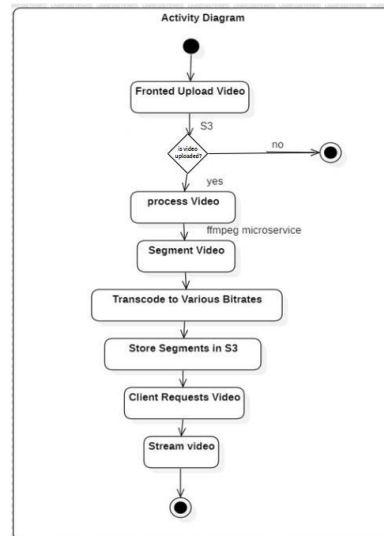 Activity Diagram
Fronted Upload Video
S3
is video
uploaded?
no
yes
process Video
ffmpeg microservice
Segment Video
Transcode to Various Bitrates
Store Segments in S3
Client Requests Video
Stream video